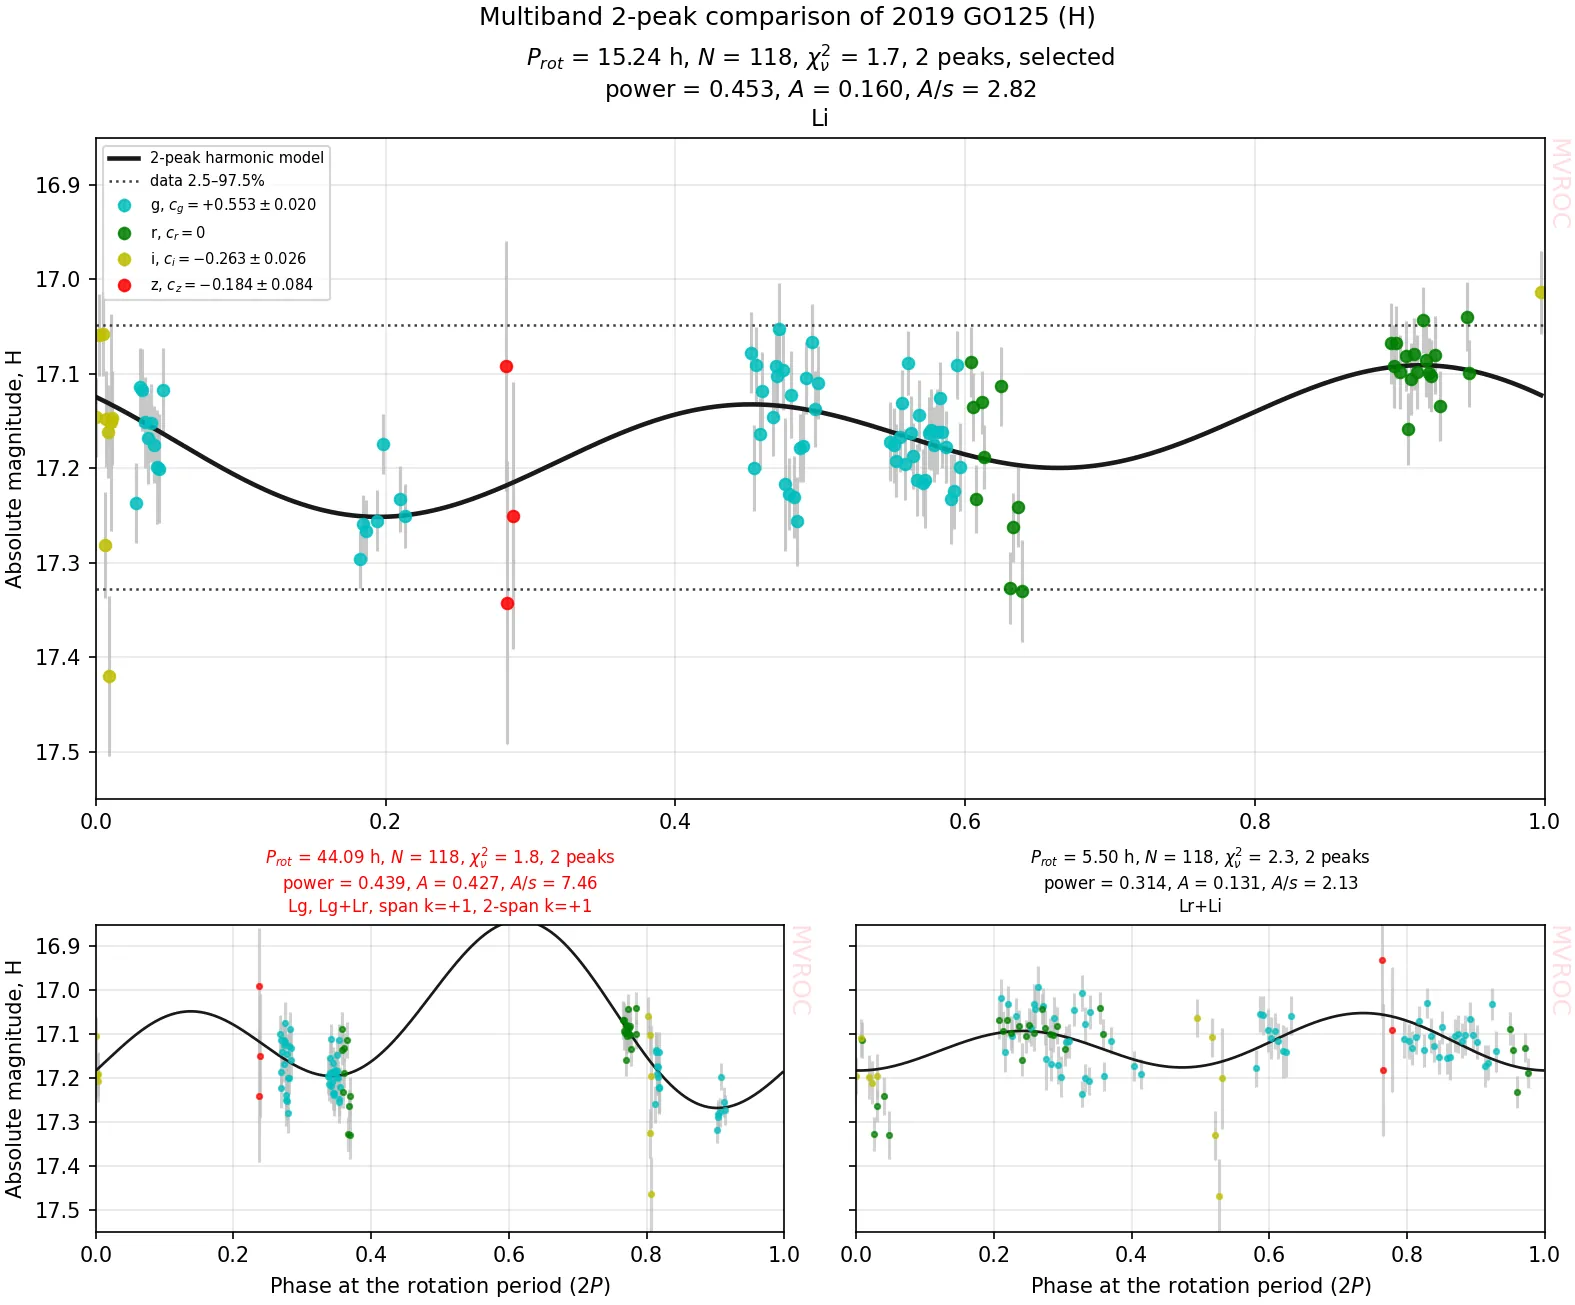 Multiband 2-peak comparison of 2019 GO125 (H)
P_rot = 15.24 h, N = 118, χ²_ν = 1.7, 2 peaks, selected
power = 0.453, A = 0.160, A/s = 2.82
Li
2-peak harmonic model
data 2.5–97.5%
g, c_g = +0.553 ± 0.020
r, c_r = 0
i, c_i = −0.263 ± 0.026
z, c_z = −0.184 ± 0.084
MVROC
Absolute magnitude, H
16.9
17.0
17.1
17.2
17.3
17.4
17.5
0.0 0.2 0.4 0.6 0.8 1.0
P_rot = 44.09 h, N = 118, χ²_ν = 1.8, 2 peaks
power = 0.439, A = 0.427, A/s = 7.46
Lg, Lg+Lr, span k=+1, 2-span k=+1
MVROC
Absolute magnitude, H
16.9
17.0
17.1
17.2
17.3
17.4
17.5
0.0 0.2 0.4 0.6 0.8 1.0
Phase at the rotation period (2P)
P_rot = 5.50 h, N = 118, χ²_ν = 2.3, 2 peaks
power = 0.314, A = 0.131, A/s = 2.13
Lr+Li
MVROC
0.0 0.2 0.4 0.6 0.8 1.0
Phase at the rotation period (2P)